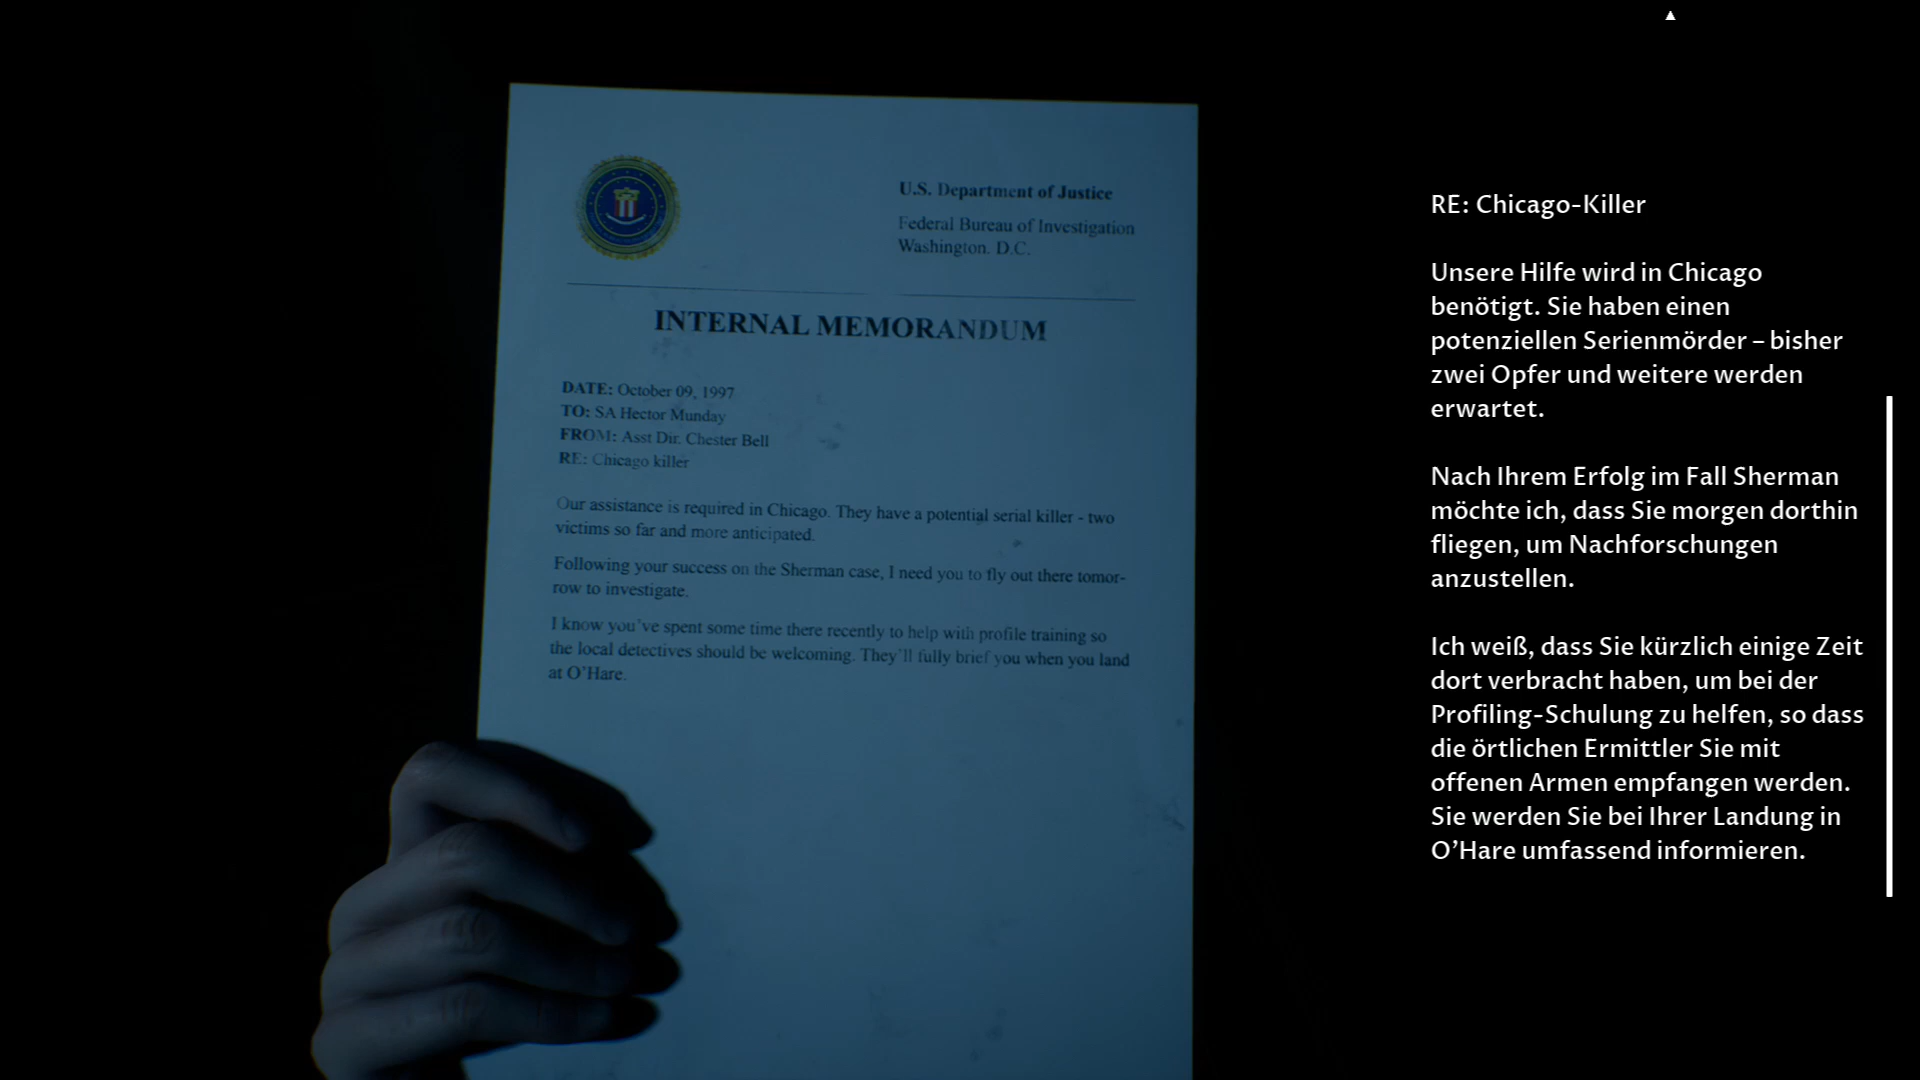 U.S. Department of Justice
Federal Bureau of Investigation
Washington. D.C.
INTERNAL MEMORANDUM
DATE: October 09, 1997
TO: SA Hector Munday
FROM: Asst Dir. Chester Bell
RE: Chicago killer
Our assistance is required in Chicago. They have a potential serial killer - two
victims so far and more anticipated.
Following your success on the Sherman case, I need you to fly out there tomor-
row to investigate.
I know you've spent some time there recently to help with profile training so
the local detectives should be welcoming. They'll fully brief you when you land
at O'Hare.
RE: Chicago-Killer
Unsere Hilfe wird in Chicago
benötigt. Sie haben einen
potenziellen Serienmörder – bisher
zwei Opfer und weitere werden
erwartet.
Nach Ihrem Erfolg im Fall Sherman
möchte ich, dass Sie morgen dorthin
fliegen, um Nachforschungen
anzustellen.
Ich weiß, dass Sie kürzlich einige Zeit
dort verbracht haben, um bei der
Profiling-Schulung zu helfen, so dass
die örtlichen Ermittler Sie mit
offenen Armen empfangen werden.
Sie werden Sie bei Ihrer Landung in
O’Hare umfassend informieren.